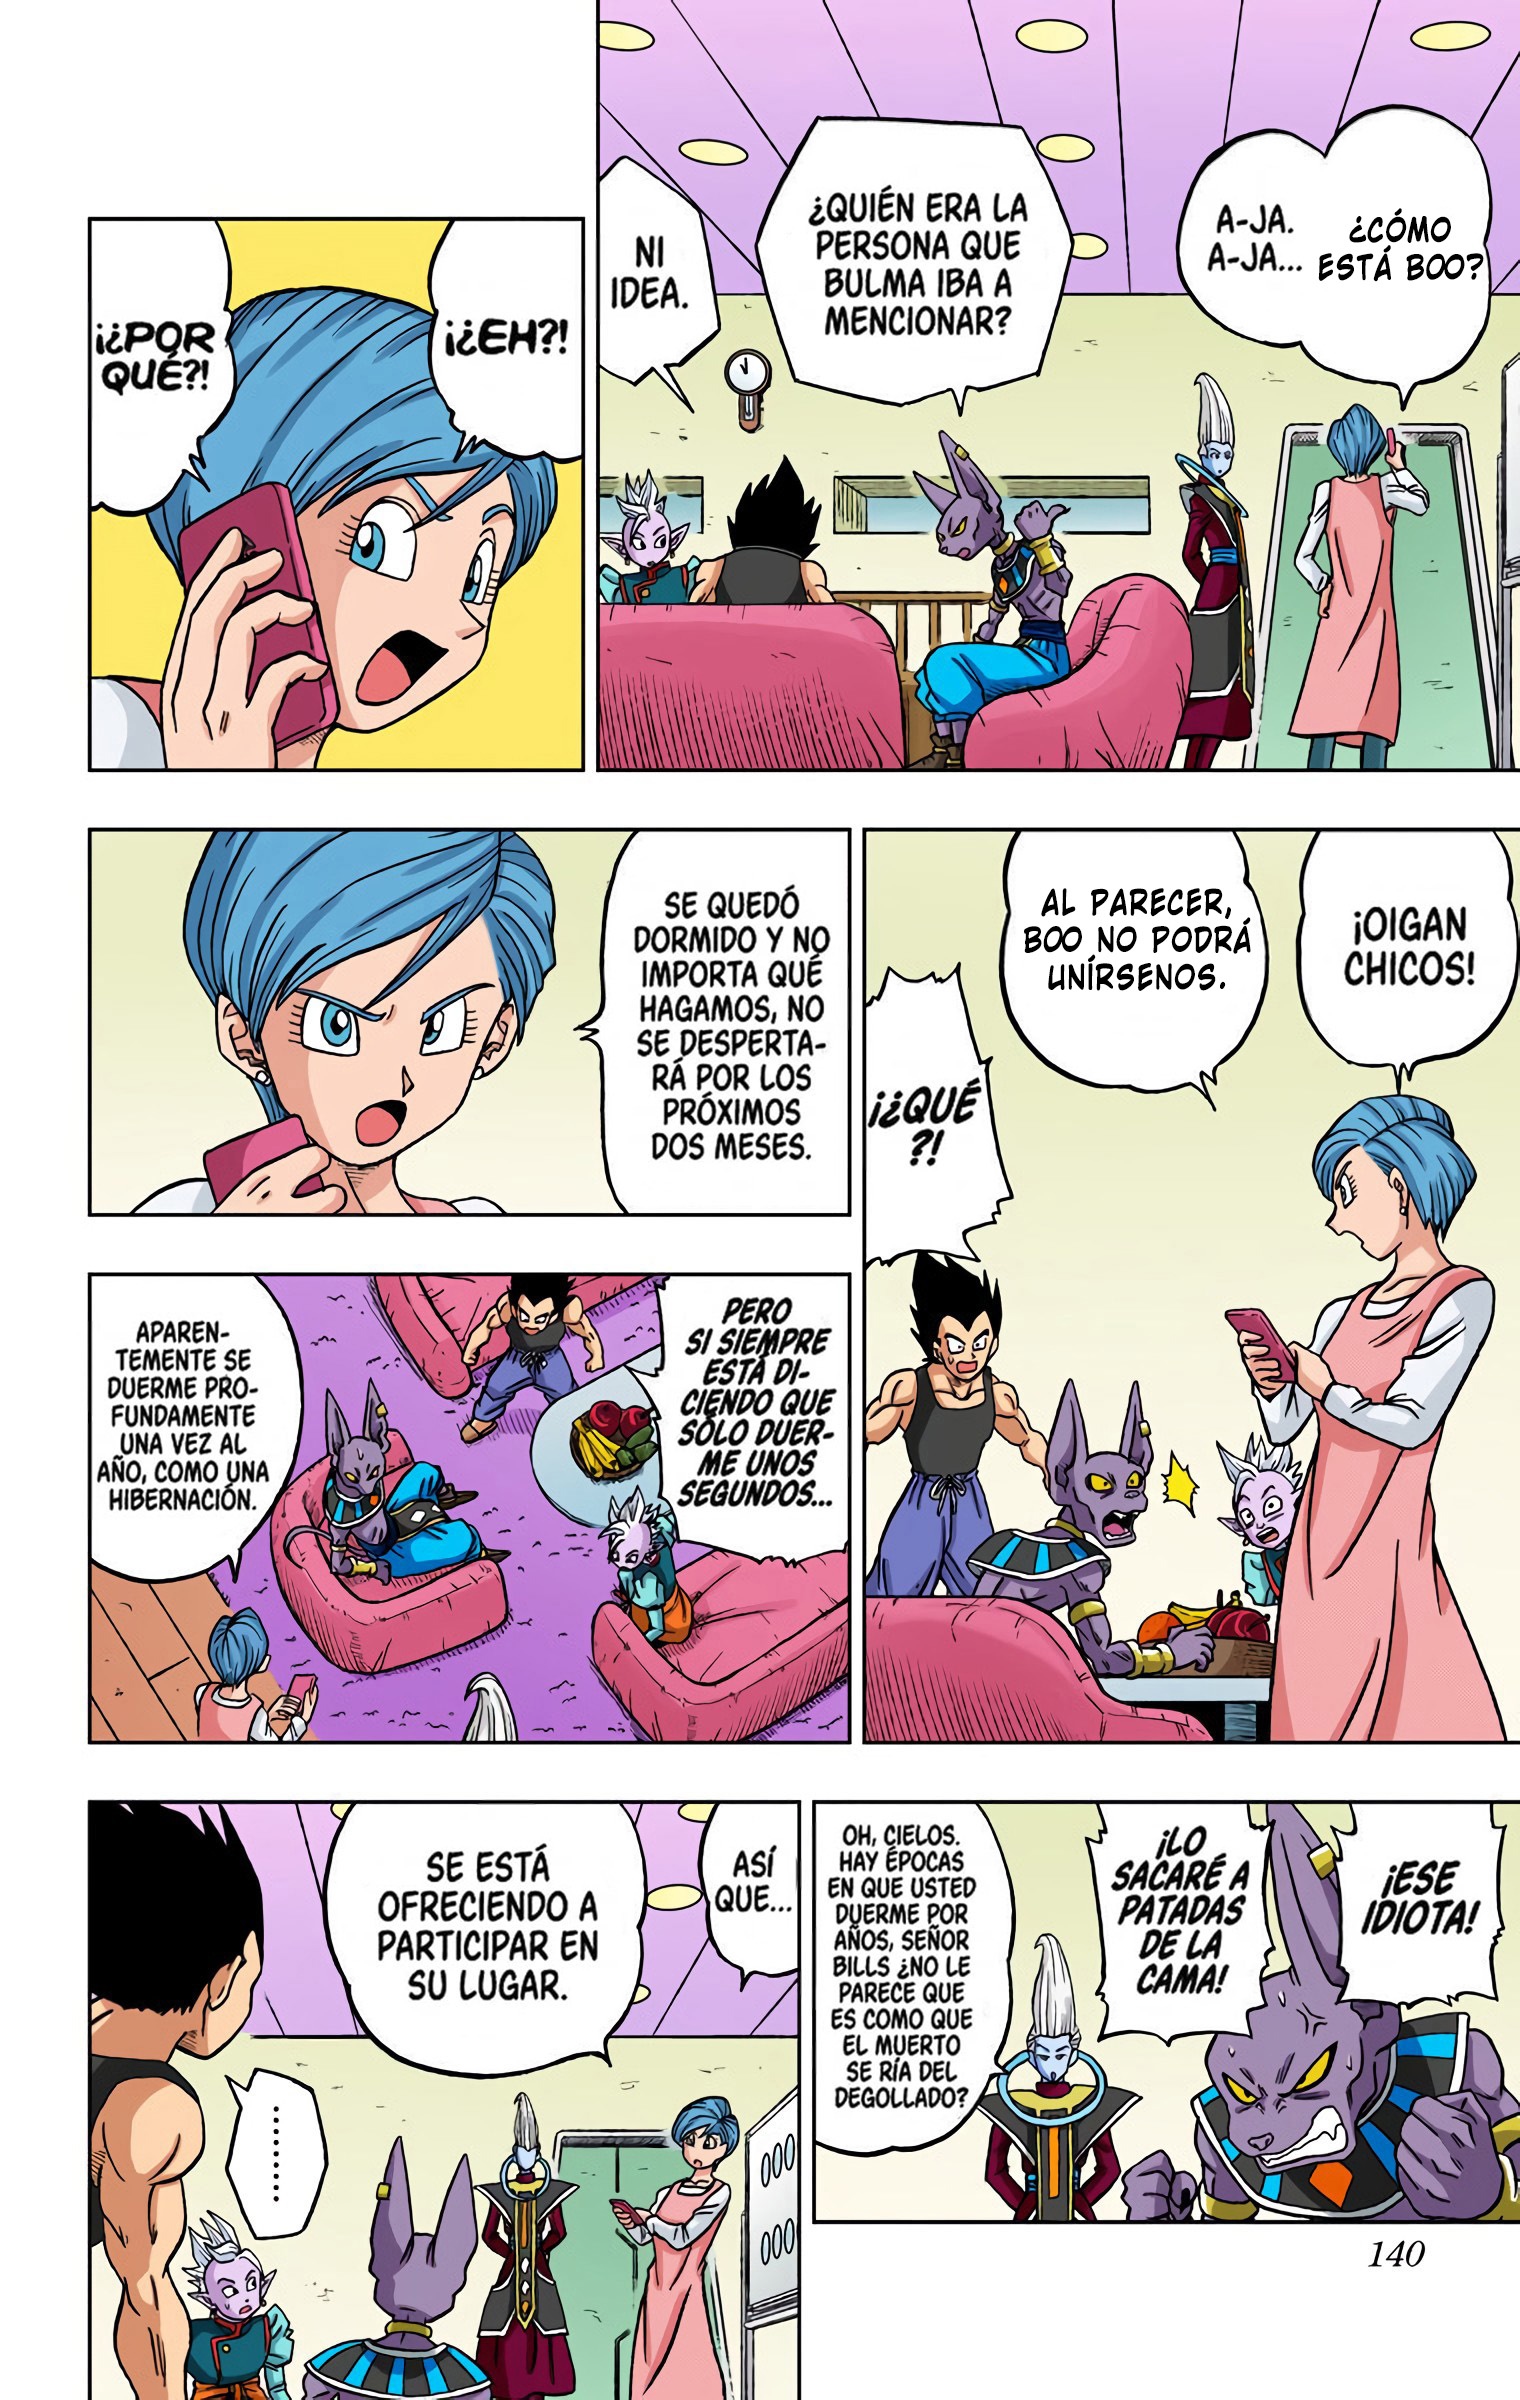 ¿CÓMO
ESTÁ BOO?
A-JA.
A-JA...
¿QUIÉN ERA LA
PERSONA QUE
BULMA IBA A
MENCIONAR?
NI
IDEA.
¡¿EH?!
¡¿POR
QUÉ?!
¡OIGAN
CHICOS!
AL PARECER,
BOO NO PODRÁ
UNÍRSENOS.
¡¿QUÉ
?!
SE QUEDÓ
DORMIDO Y NO
IMPORTA QUÉ
HAGAMOS, NO
SE DESPERTA-
RÁ POR LOS
PRÓXIMOS
DOS MESES.
PERO
SI SIEMPRE
ESTÁ DI-
CIENDO QUE
SÓLO DUER-
ME UNOS
SEGUNDOS...
APAREN-
TEMENTE SE
DUERME PRO-
FUNDAMENTE
UNA VEZ AL
AÑO, COMO UNA
HIBERNACIÓN.
¡ESE
IDIOTA!
¡LO
SACARÉ A
PATADAS
DE LA
CAMA!
OH, CIELOS.
HAY ÉPOCAS
EN QUE USTED
DUERME POR
AÑOS, SEÑOR
BILLS ¿NO LE
PARECE QUE
ES COMO QUE
EL MUERTO
SE RÍA DEL
DEGOLLADO?
ASÍ
QUE...
SE ESTÁ
OFRECIENDO A
PARTICIPAR EN
SU LUGAR.
........
140